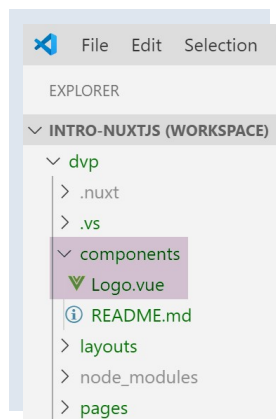 File Edit Selection
EXPLORER
INTRO-NUXTJS (WORKSPACE)
dvp
.nuxt
.vs
components
Logo.vue
README.md
layouts
node_modules
pages